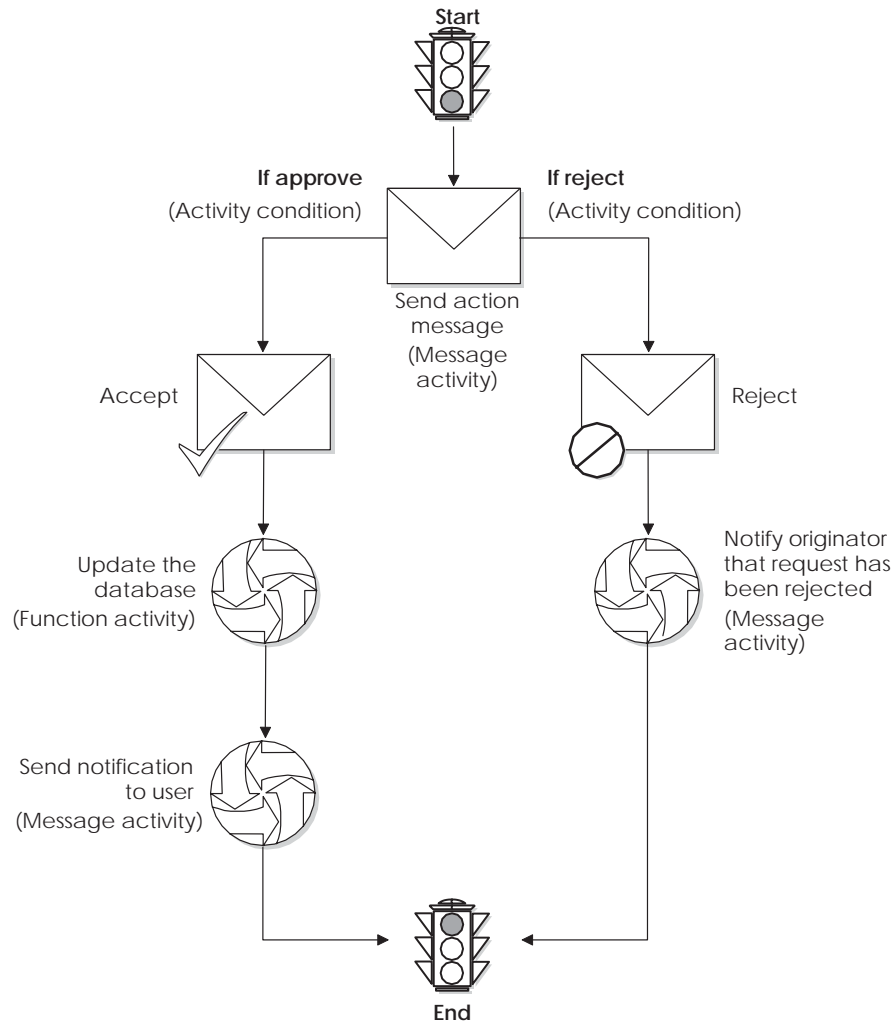 Start
If approve
(Activity condition)
If reject
(Activity condition)
Send action
message
(Message
activity)
Accept
Reject
Update the
database
(Function activity)
Notify originator
that request has
been rejected
(Message
activity)
Send notification
to user
(Message activity)
End